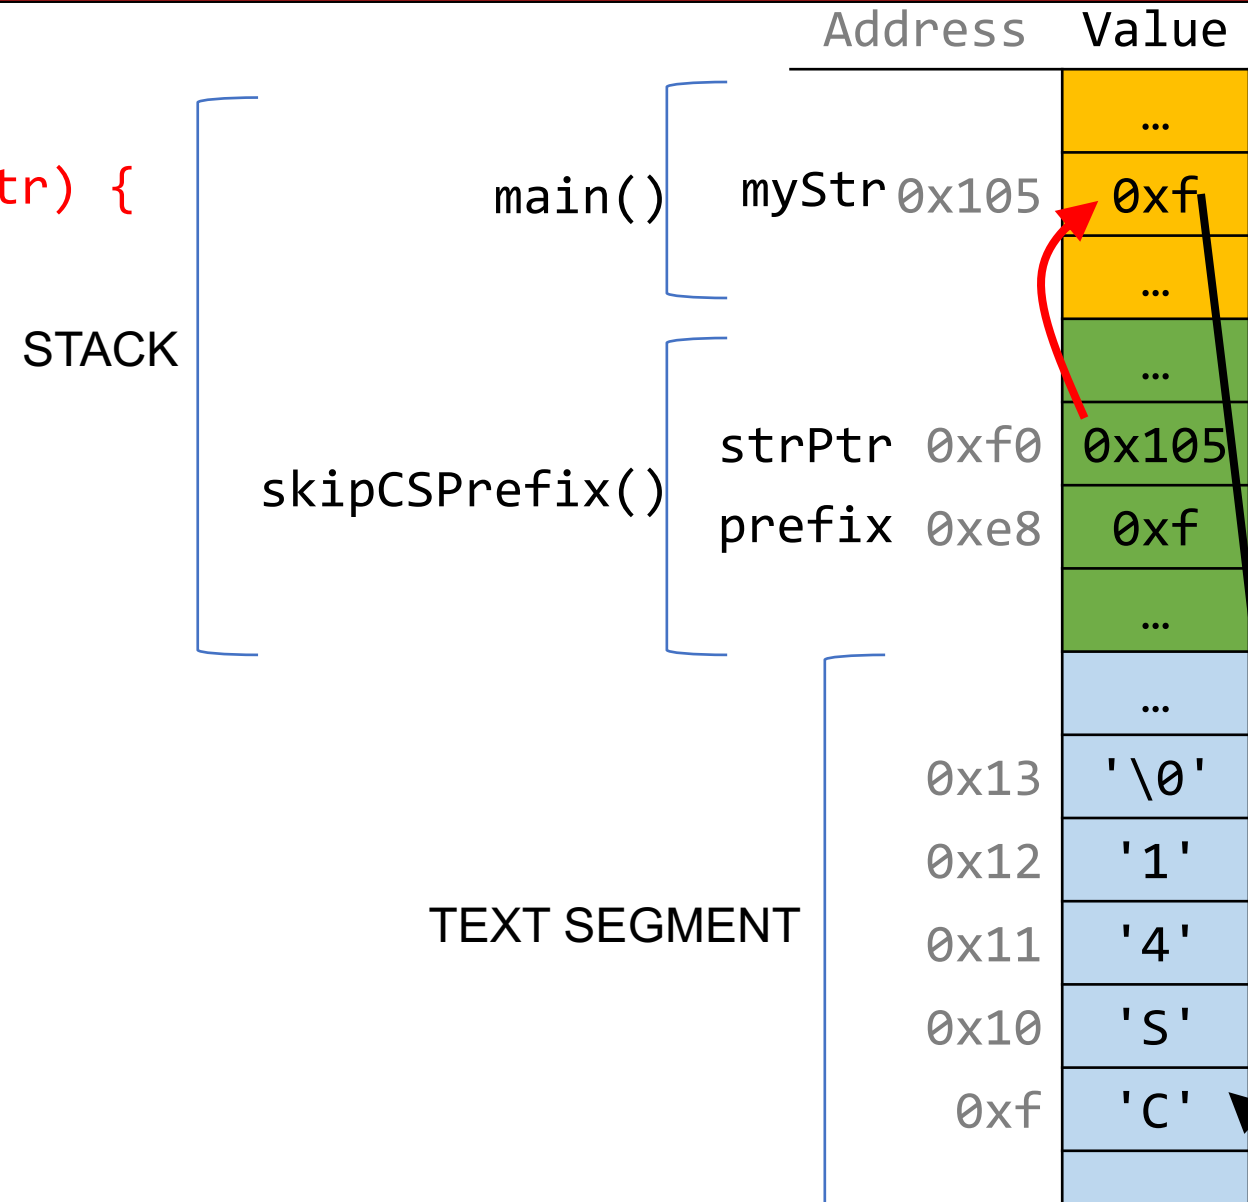 Address Value
…
tr) {
main() myStr 0x105 0xf
…
STACK
…
strPtr 0xf0 0x105
skipCSPrefix()
prefix 0xe8 0xf
…
…
0x13 '\0'
0x12 '1'
TEXT SEGMENT
0x11 '4'
0x10 'S'
0xf 'C'